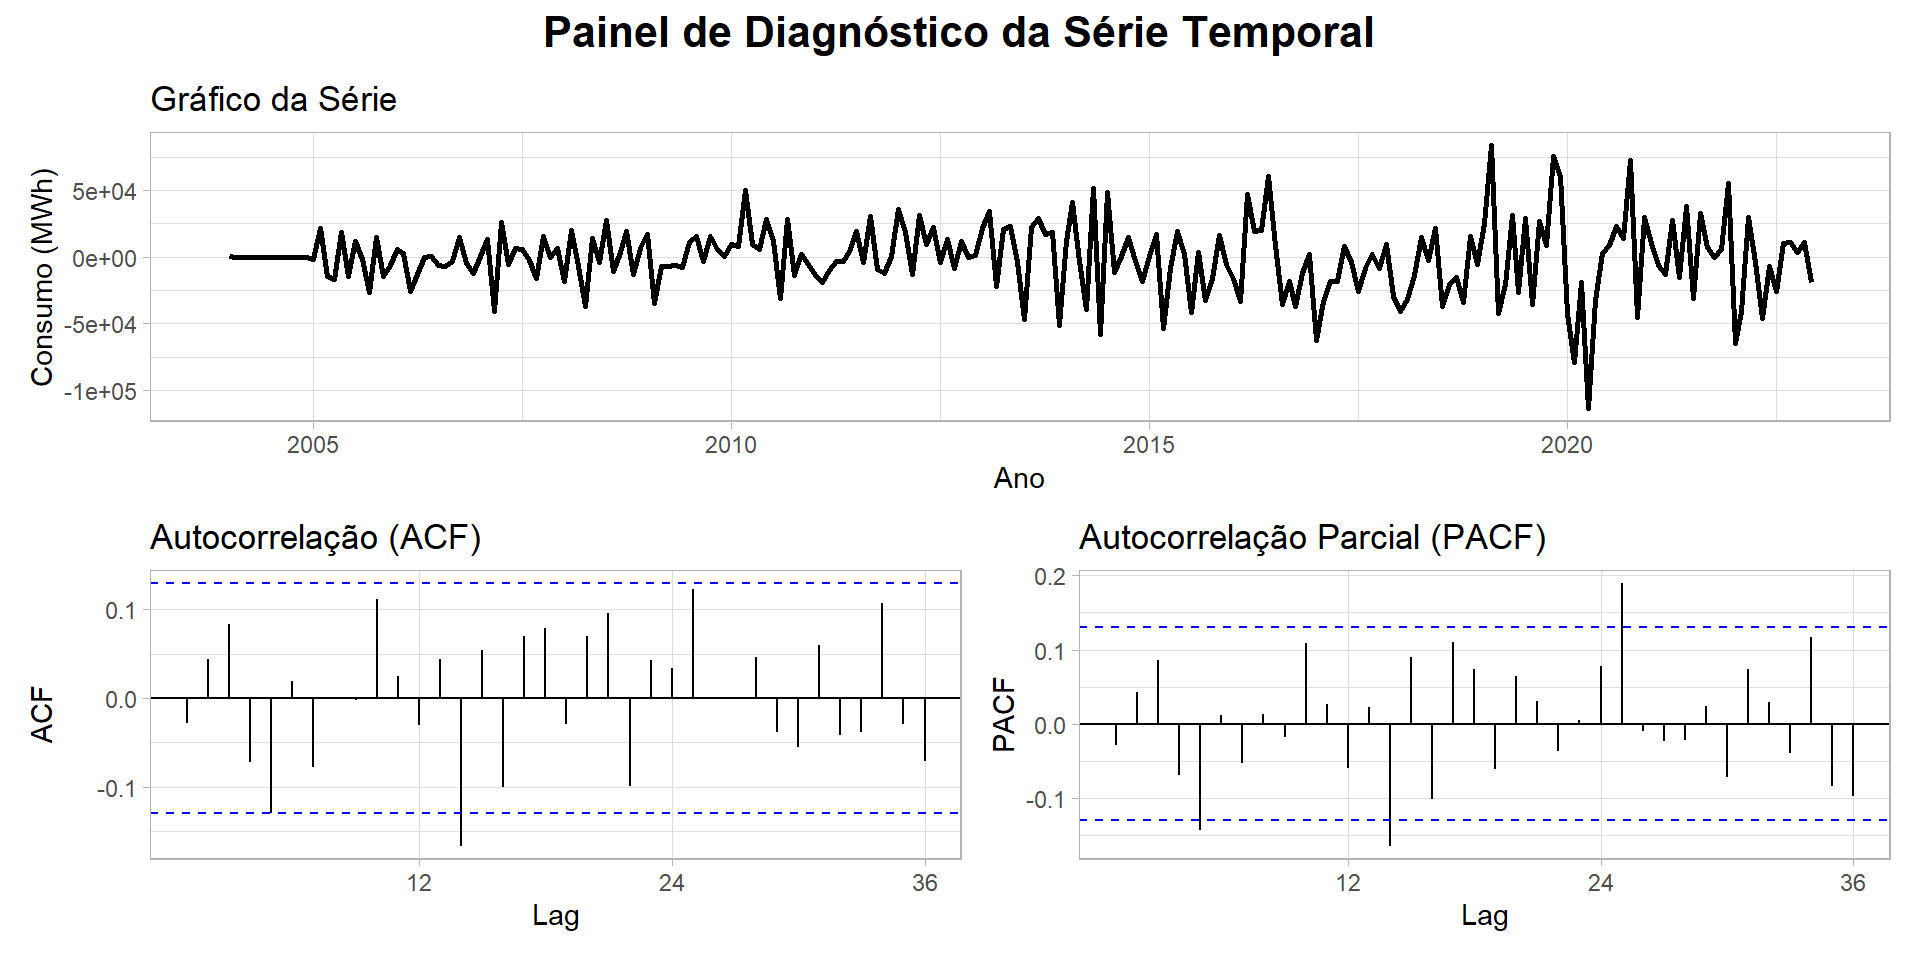 Painel de Diagnóstico da Série Temporal
Gráfico da Série
Consumo (MWh)
5e+04
0e+00
-5e+04
-1e+05
2005 2010 2015 2020
Ano
Autocorrelação (ACF)
ACF
0.1
0.0
-0.1
12 24 36
Lag
Autocorrelação Parcial (PACF)
PACF
0.2
0.1
0.0
-0.1
12 24 36
Lag